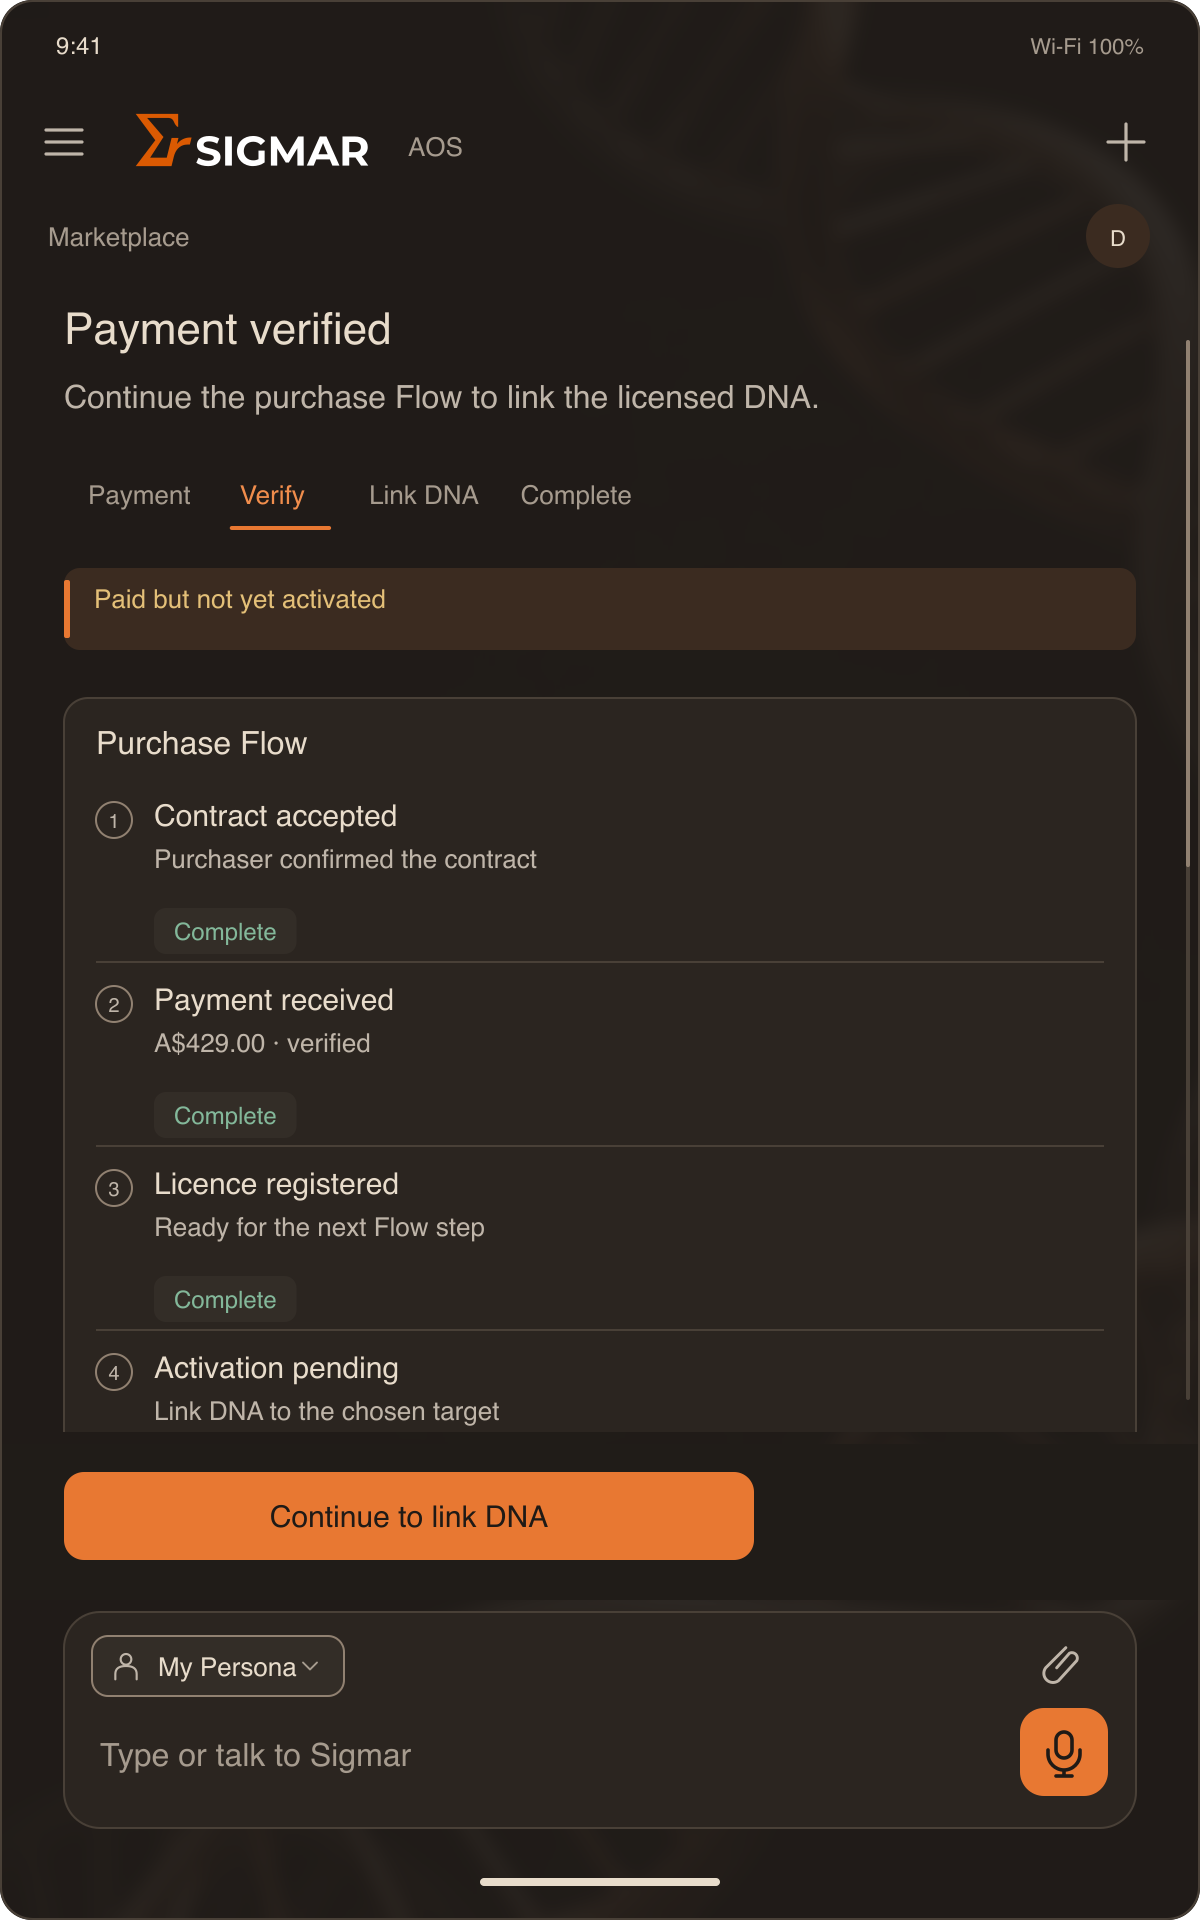 9:41
Wi-Fi 100%
Σr SIGMAR AOS
Marketplace
D
Payment verified
Continue the purchase Flow to link the licensed DNA.
Payment Verify Link DNA Complete
Paid but not yet activated
Purchase Flow
1 Contract accepted
Purchaser confirmed the contract
Complete
2 Payment received
A$429.00 · verified
Complete
3 Licence registered
Ready for the next Flow step
Complete
4 Activation pending
Link DNA to the chosen target
Continue to link DNA
My Persona
Type or talk to Sigmar